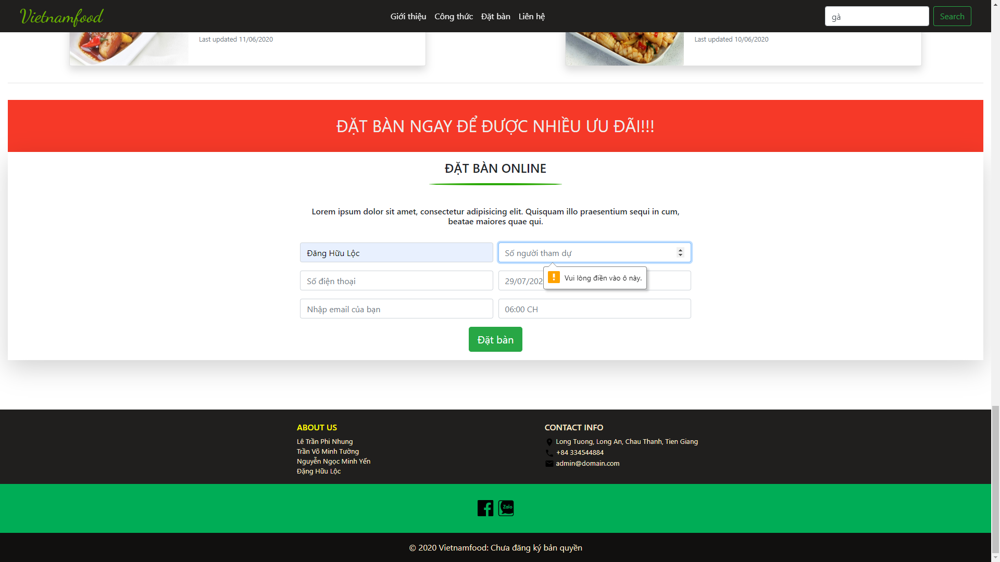 Vietnamfood
Giới thiệu Công thức Đặt bàn Liên hệ
gà
Search
Last updated 11/06/2020
Last updated 10/06/2020
ĐẶT BÀN NGAY ĐỂ ĐƯỢC NHIỀU ƯU ĐÃI!!!
ĐẶT BÀN ONLINE
Lorem ipsum dolor sit amet, consectetur adipisicing elit. Quisquam illo praesentium sequi in cum,
beatae maiores quae qui.
Đăng Hữu Lộc
Số người tham dự
Số điện thoại
29/07/202
Vui lòng điền vào ô này.
Nhập email của bạn
06:00 CH
Đặt bàn
ABOUT US
Lê Trần Phi Nhung
Trần Võ Minh Tường
Nguyễn Ngọc Minh Yến
Đặng Hữu Lộc
CONTACT INFO
Long Tuong, Long An, Chau Thanh, Tien Giang
+84 334544884
admin@domain.com
Zalo
© 2020 Vietnamfood: Chưa đăng ký bản quyền